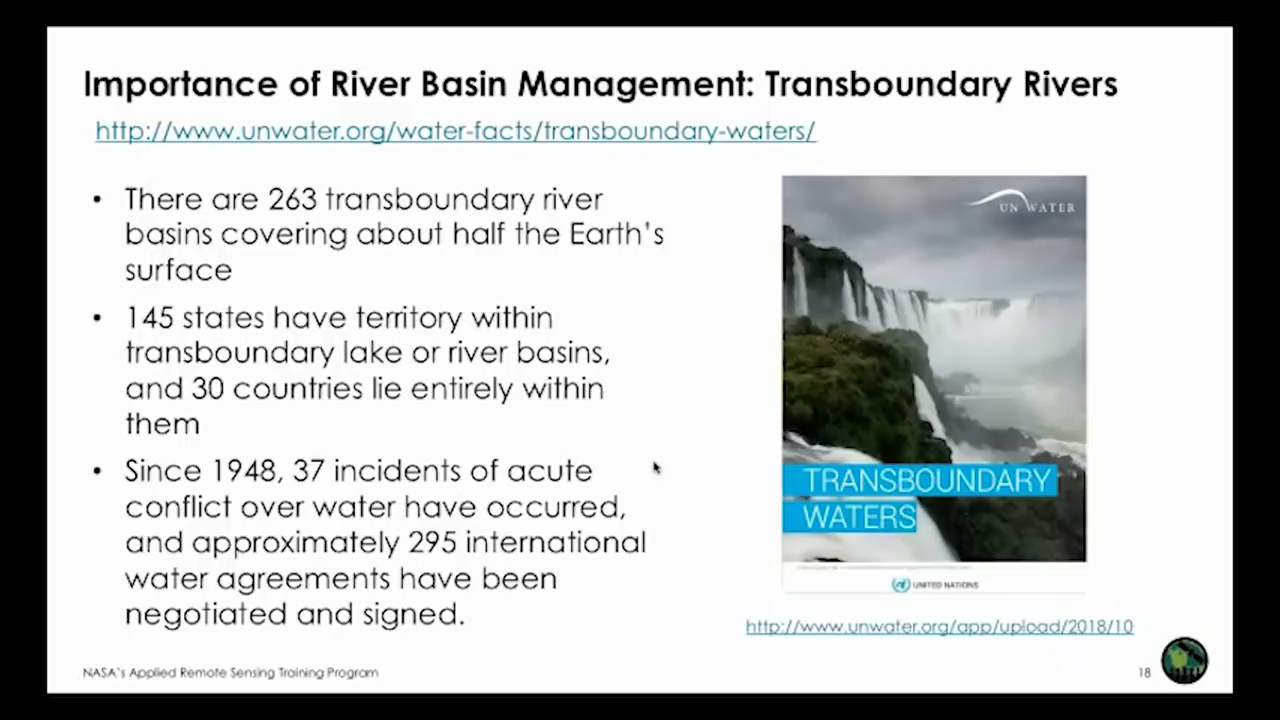 Importance of River Basin Management: Transboundary Rivers
http://www.unwater.org/water-facts/transboundary-waters/
• There are 263 transboundary river
basins covering about half the Earth's
surface
• 145 states have territory within
transboundary lake or river basins,
and 30 countries lie entirely within
them
• Since 1948, 37 incidents of acute
conflict over water have occurred,
and approximately 295 international
water agreements have been
negotiated and signed.
UN WATER
TRANSBOUNDARY
WATERS
UNITED NATIONS
http://www.unwater.org/app/upload/2018/10
NASA's Applied Remote Sensing Training Program
18